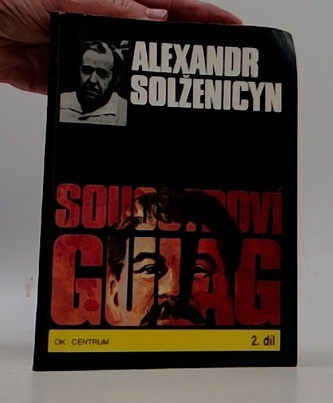 ALEXANDR
SOLŽENICYN
SOUOSTROVÍ
GULAG
OK CENTRUM
2. díl